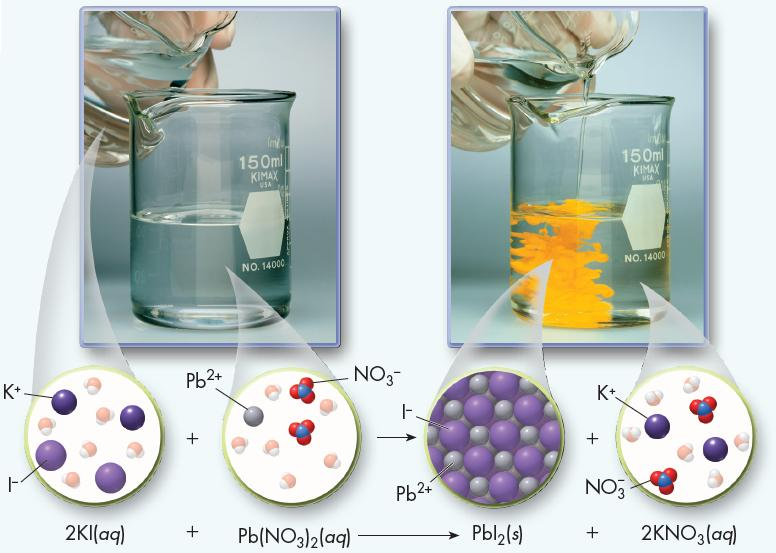 150ml
KIMAX
USA
NO. 14000
150ml
KIMAX
USA
NO. 14000
K⁺
I⁻
Pb²⁺
NO₃⁻
I⁻
Pb²⁺
K⁺
NO₃⁻
+
+
2KI(aq) + Pb(NO₃)₂(aq) → PbI₂(s) + 2KNO₃(aq)